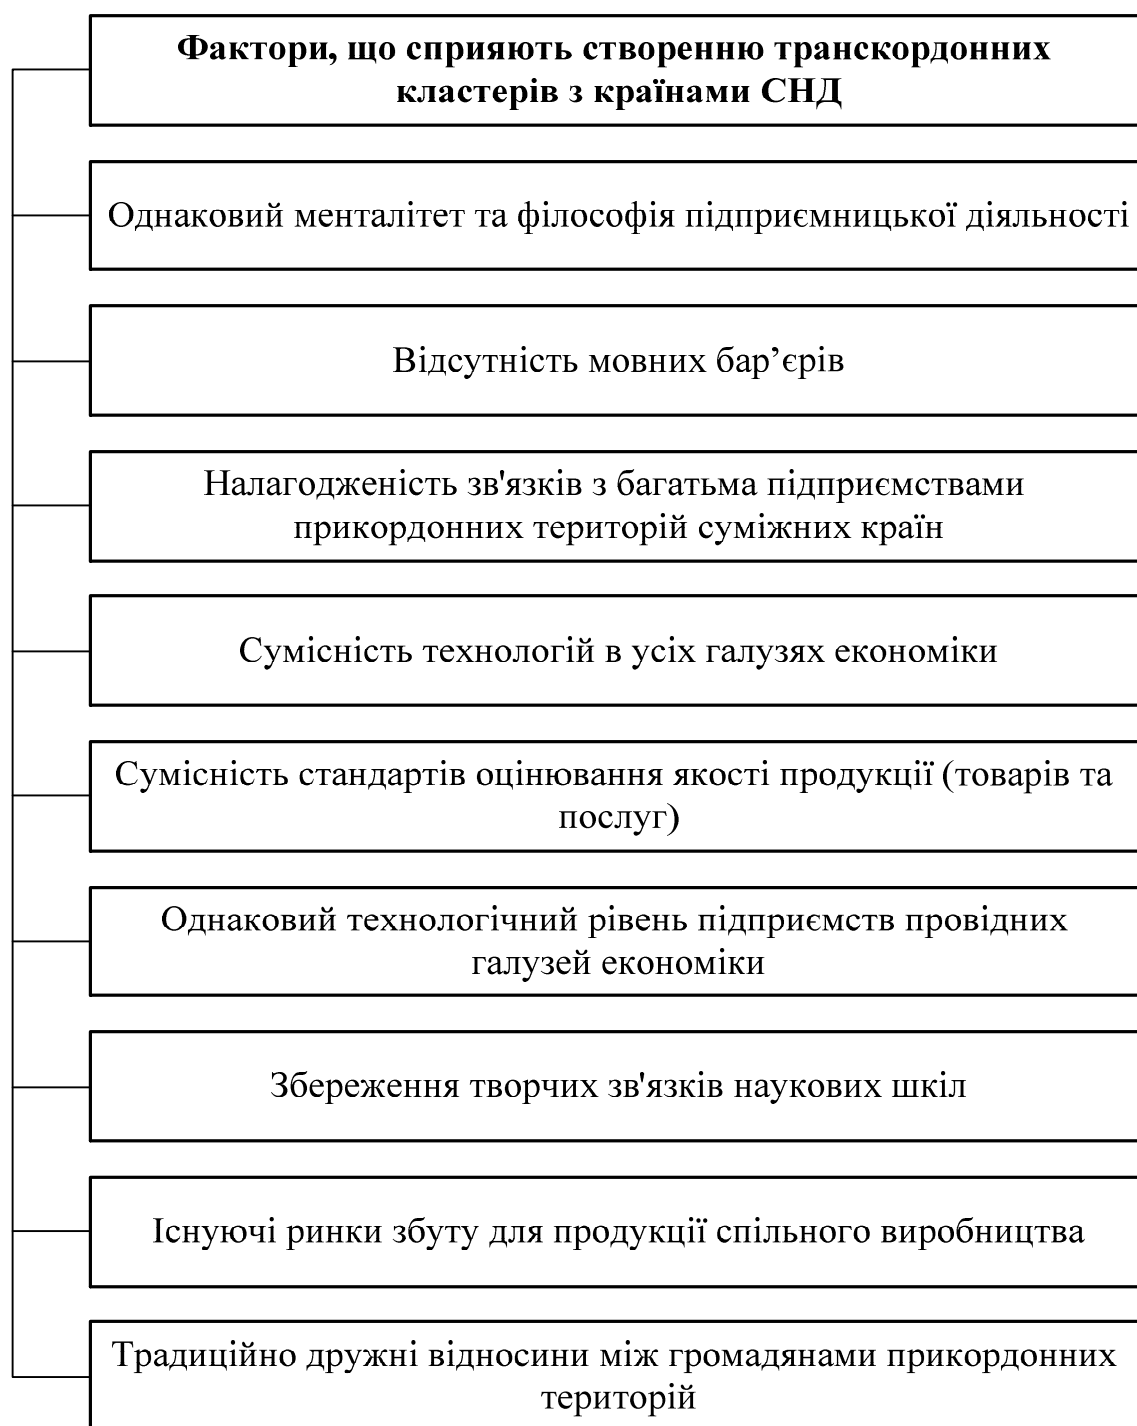 Фактори, що сприяють створенню транскордонних
кластерів з країнами СНД
Однаковий менталітет та філософія підприємницької діяльності
Відсутність мовних бар’єрів
Налагодженість зв'язків з багатьма підприємствами
прикордонних територій суміжних країн
Сумісність технологій в усіх галузях економіки
Сумісність стандартів оцінювання якості продукції (товарів та
послуг)
Однаковий технологічний рівень підприємств провідних
галузей економіки
Збереження творчих зв'язків наукових шкіл
Існуючі ринки збуту для продукції спільного виробництва
Традиційно дружні відносини між громадянами прикордонних
територій